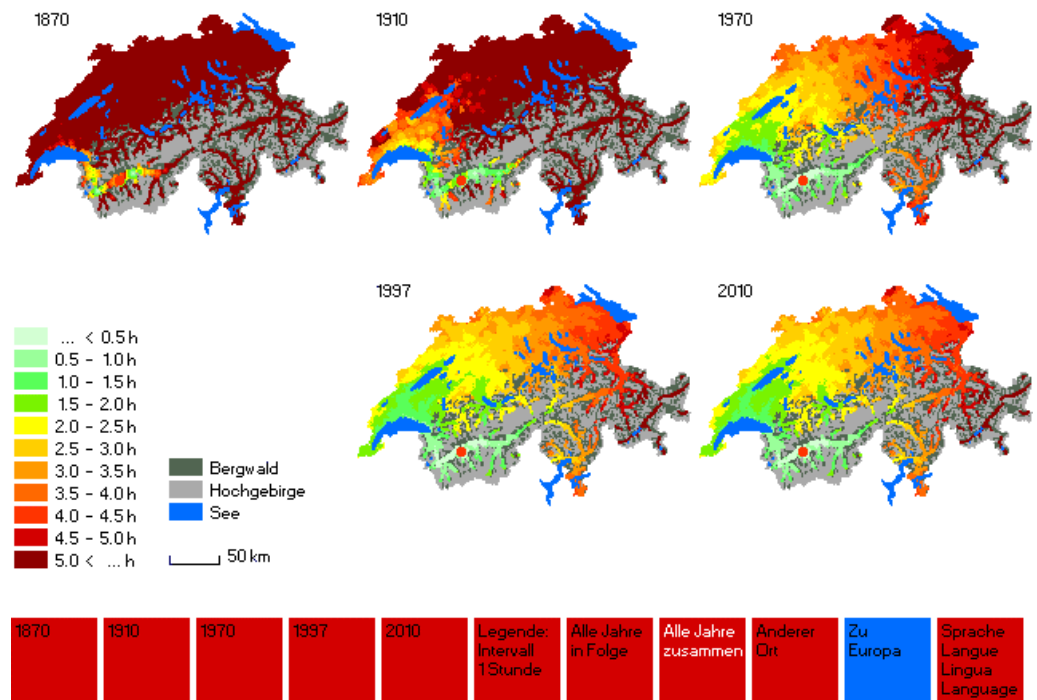 1870
1910
1970
1997
2010
... < 0.5 h
0.5 - 1.0 h
1.0 - 1.5 h
1.5 - 2.0 h
2.0 - 2.5 h
2.5 - 3.0 h
3.0 - 3.5 h
3.5 - 4.0 h
4.0 - 4.5 h
4.5 - 5.0 h
5.0 < ... h
Bergwald
Hochgebirge
See
50 km
1870
1910
1970
1997
2010
Legende:
Intervall
1 Stunde
Alle Jahre
in Folge
Alle Jahre
zusammen
Anderer
Ort
Zu
Europa
Sprache
Langue
Lingua
Language